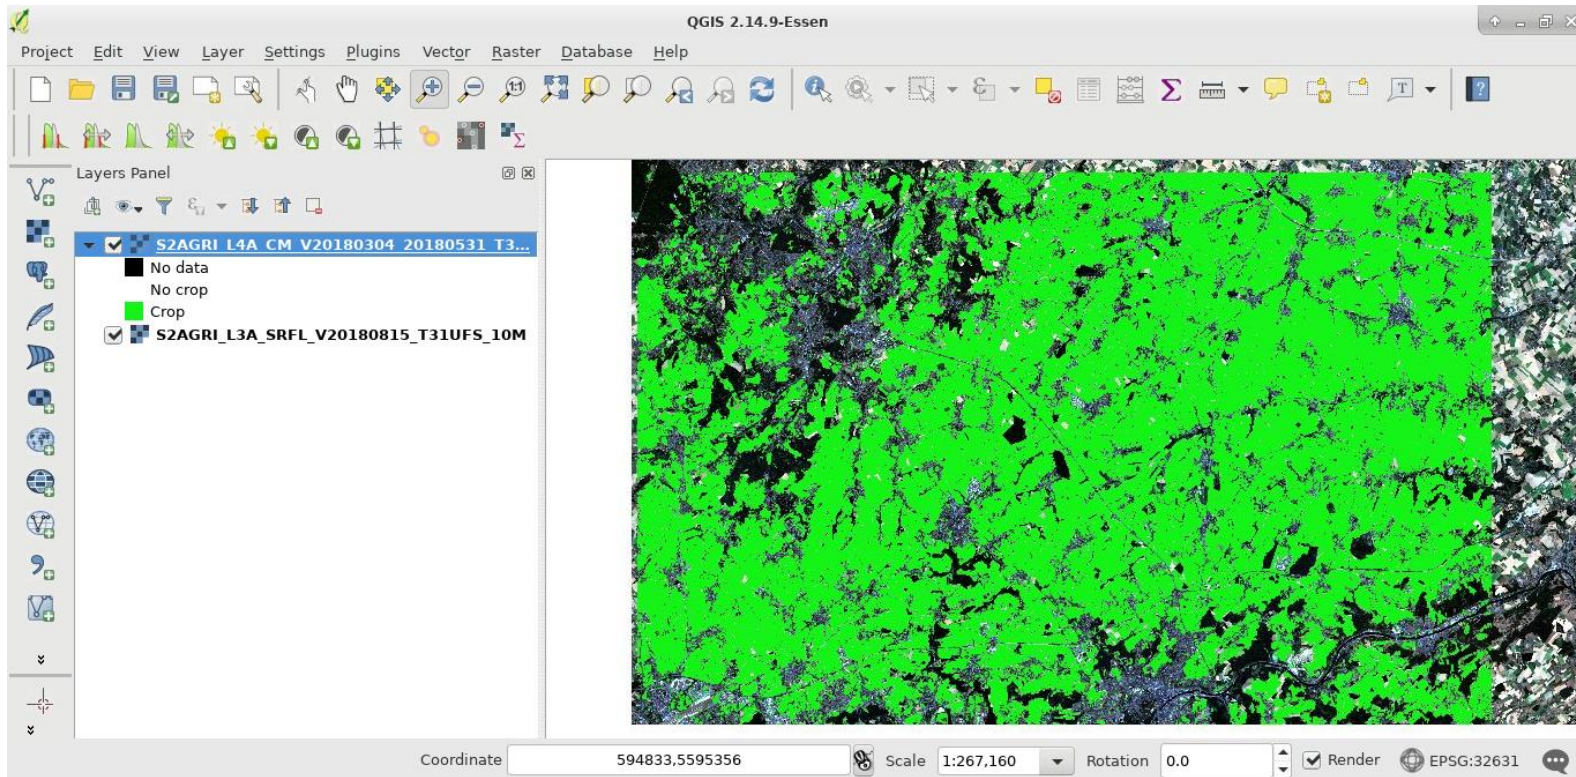 QGIS 2.14.9-Essen
Project Edit View Layer Settings Plugins Vector Raster Database Help
Layers Panel
S2AGRI_L4A_CM_V20180304_20180531_T3...
No data
No crop
Crop
S2AGRI_L3A_SRFL_V20180815_T31UFS_10M
Coordinate 594833,5595356 Scale 1:267,160 Rotation 0.0 Render EPSG:32631